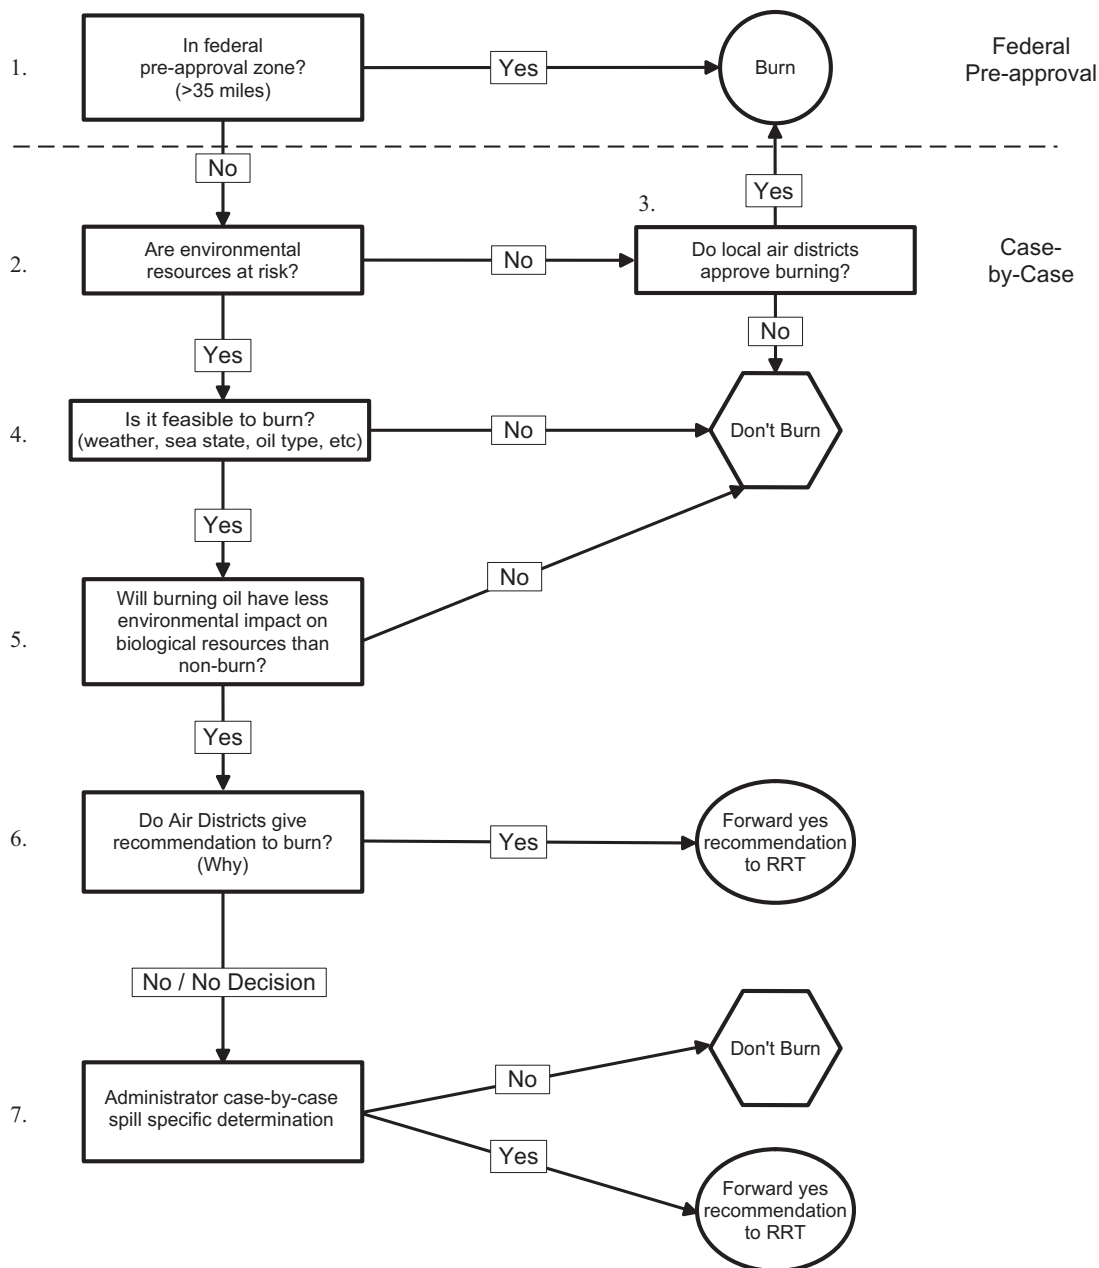 1.
In federal
pre-approval zone?
(>35 miles)
Yes
Burn
Federal
Pre-approval
No
2.
Are environmental
resources at risk?
No
3.
Do local air districts
approve burning?
Yes
Case-
by-Case
No
Yes
4.
Is it feasible to burn?
(weather, sea state, oil type, etc)
No
Don't Burn
Yes
5.
Will burning oil have less
environmental impact on
biological resources than
non-burn?
No
Yes
6.
Do Air Districts give
recommendation to burn?
(Why)
Yes
Forward yes
recommendation
to RRT
No / No Decision
7.
Administrator case-by-case
spill specific determination
No
Don't Burn
Yes
Forward yes
recommendation
to RRT